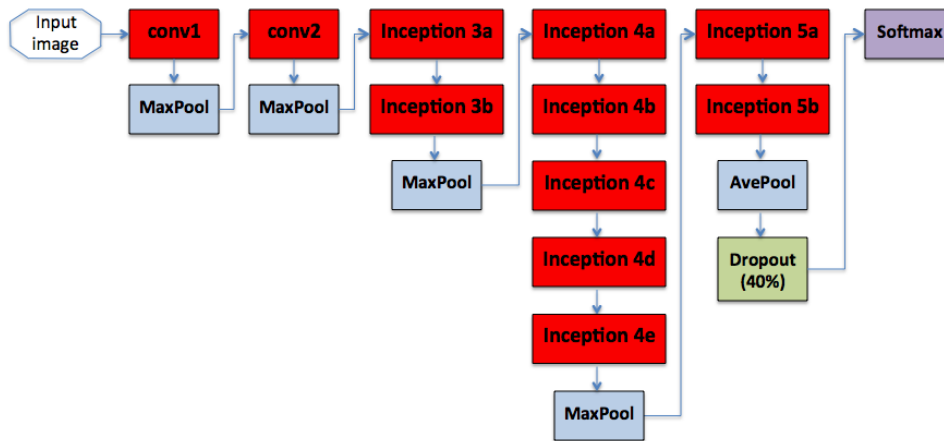 Input
image
conv1
MaxPool
conv2
MaxPool
Inception 3a
Inception 3b
MaxPool
Inception 4a
Inception 4b
Inception 4c
Inception 4d
Inception 4e
MaxPool
Inception 5a
Inception 5b
AvePool
Dropout
(40%)
Softmax